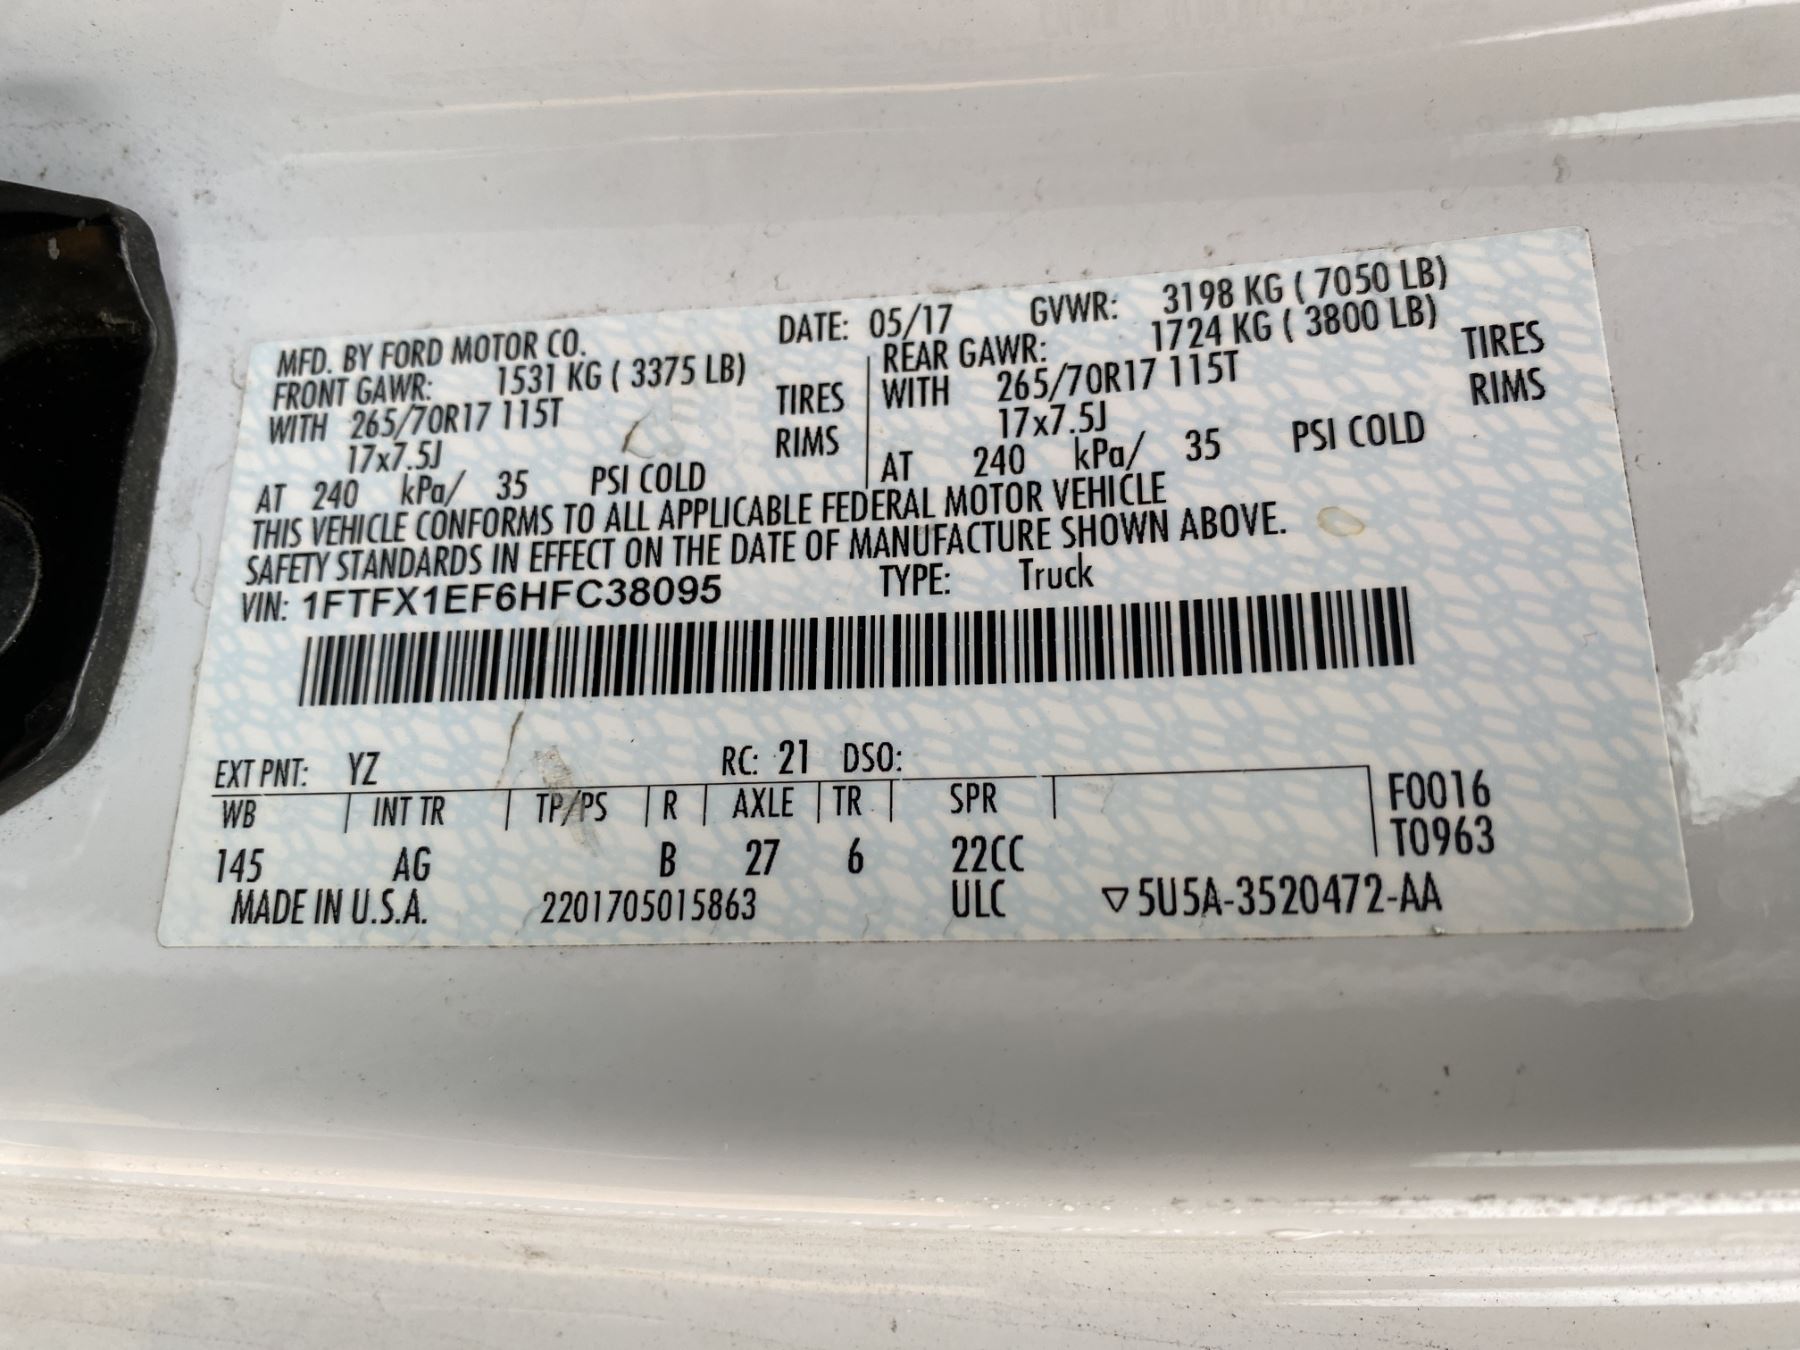 MFD. BY FORD MOTOR CO. DATE: 05/17 GVWR: 3198 KG ( 7050 LB)
FRONT GAWR: 1531 KG ( 3375 LB) REAR GAWR: 1724 KG ( 3800 LB)
WITH 265/70R17 115T TIRES WITH 265/70R17 115T TIRES
17x7.5J RIMS 17x7.5J RIMS
AT 240 kPa/ 35 PSI COLD AT 240 kPa/ 35 PSI COLD
THIS VEHICLE CONFORMS TO ALL APPLICABLE FEDERAL MOTOR VEHICLE
SAFETY STANDARDS IN EFFECT ON THE DATE OF MANUFACTURE SHOWN ABOVE.
VIN: 1FTFX1EF6HFC38095 TYPE: Truck
EXT PNT: YZ RC: 21 DSO:
WB INT TR TP/PS R AXLE TR SPR F0016
T0963
145 AG B 27 6 22CC
MADE IN U.S.A. 2201705015863 ULC ▽5U5A-3520472-AA